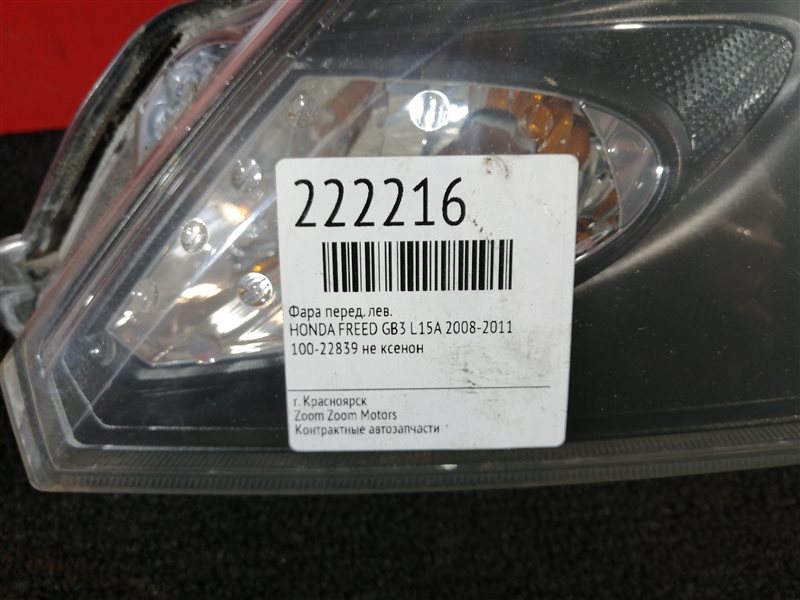 222216
Фара перед. лев.
HONDA FREED GB3 L15A 2008-2011
100-22839 не ксенон
г. Красноярск
Zoom Zoom Motors
Контрактные автозапчасти